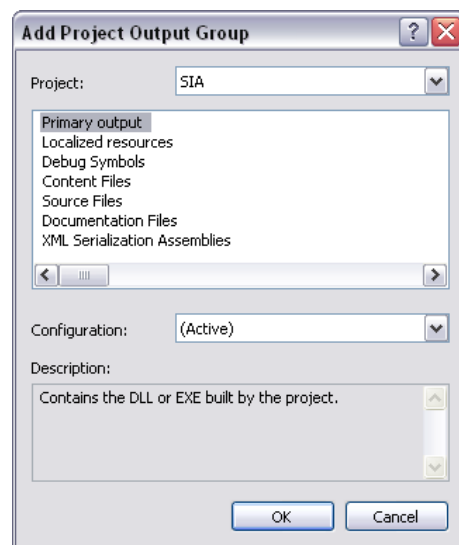 Add Project Output Group
Project: SIA
Primary output
Localized resources
Debug Symbols
Content Files
Source Files
Documentation Files
XML Serialization Assemblies
Configuration: (Active)
Description:
Contains the DLL or EXE built by the project.
OK Cancel